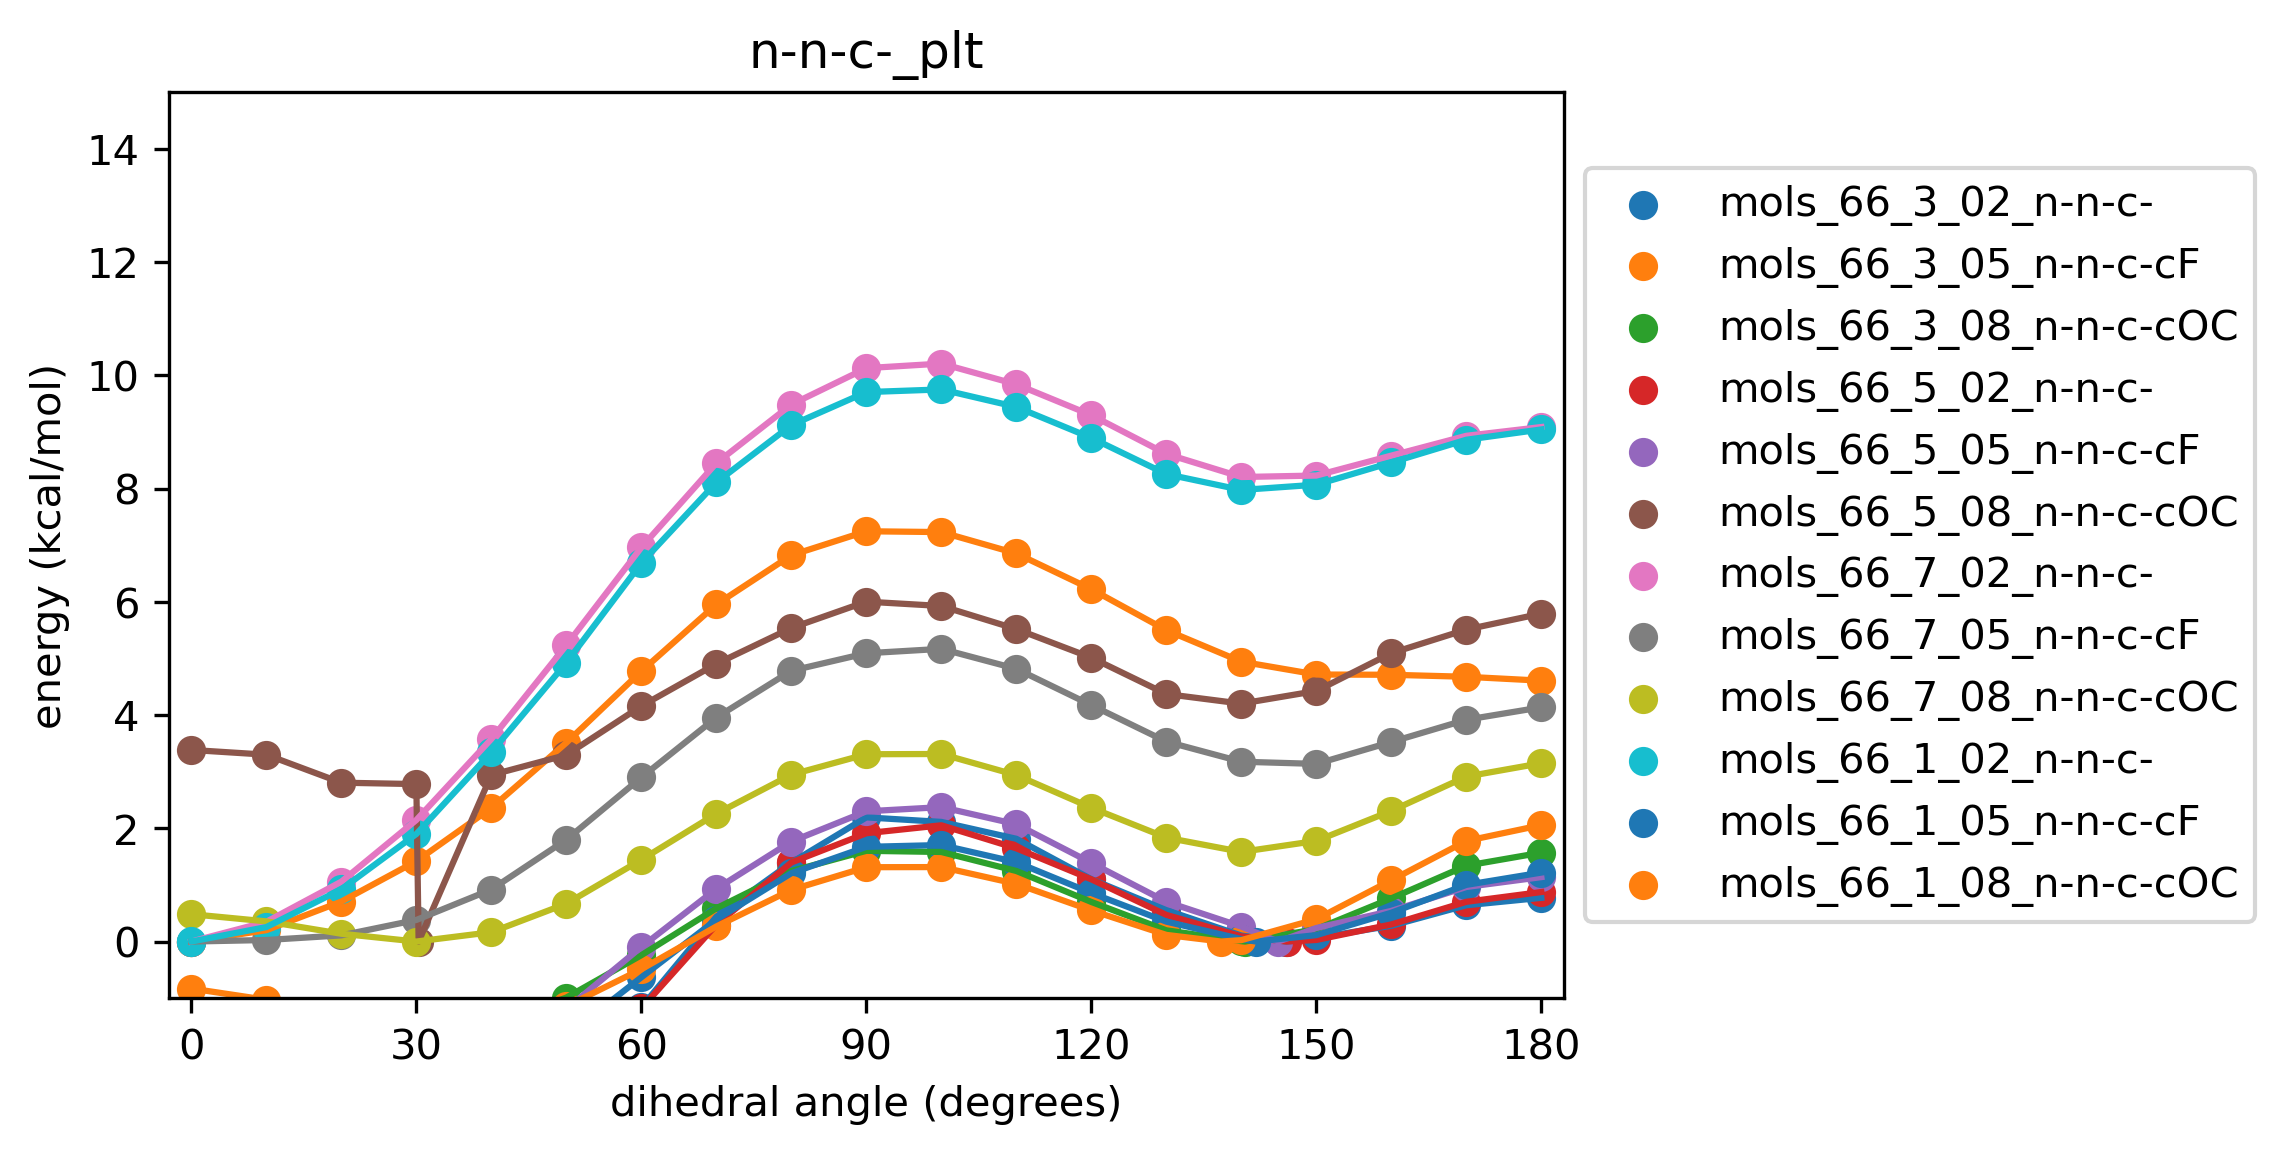 n-n-c-_plt
14
12
10
8
6
4
2
0
energy (kcal/mol)
0 30 60 90 120 150 180
dihedral angle (degrees)
mols_66_3_02_n-n-c-
mols_66_3_05_n-n-c-cF
mols_66_3_08_n-n-c-cOC
mols_66_5_02_n-n-c-
mols_66_5_05_n-n-c-cF
mols_66_5_08_n-n-c-cOC
mols_66_7_02_n-n-c-
mols_66_7_05_n-n-c-cF
mols_66_7_08_n-n-c-cOC
mols_66_1_02_n-n-c-
mols_66_1_05_n-n-c-cF
mols_66_1_08_n-n-c-cOC